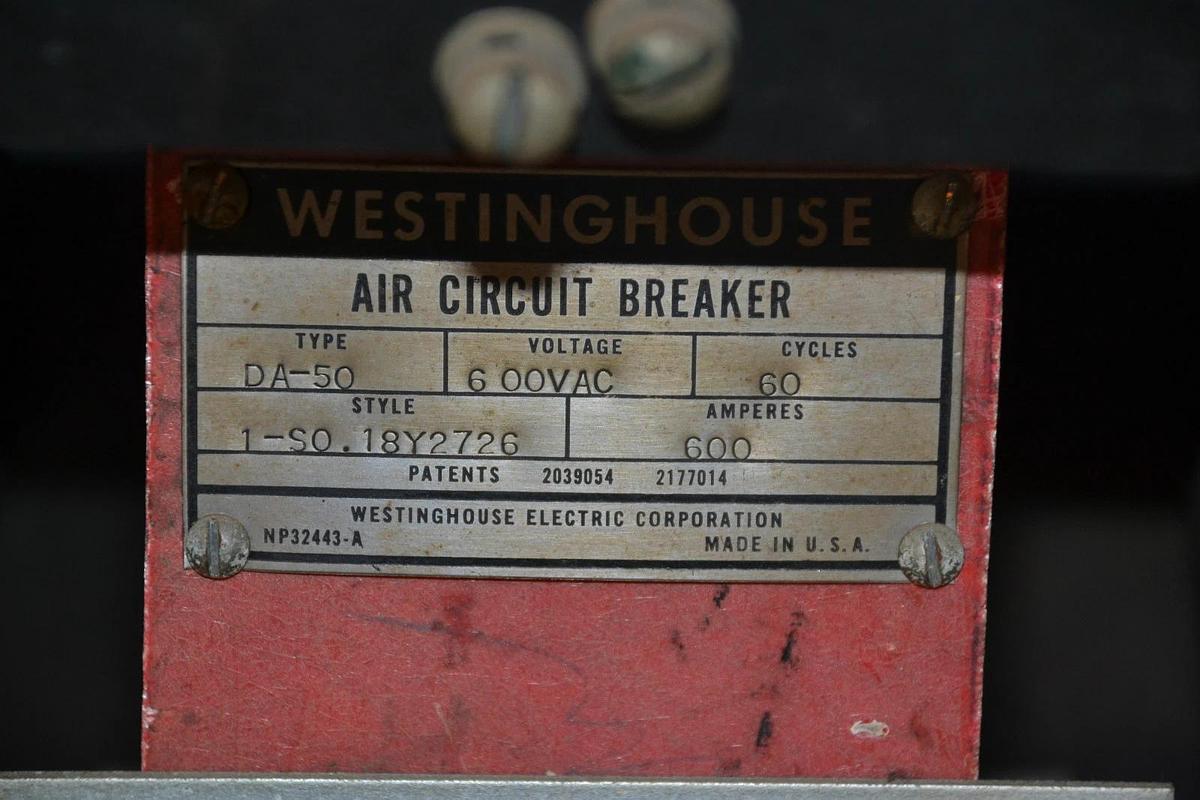 WESTINGHOUSE
AIR CIRCUIT BREAKER
TYPE VOLTAGE CYCLES
DA-50 6 00VAC 60
STYLE AMPERES
1-SO.18Y2726 600
PATENTS 2039054 2177014
WESTINGHOUSE ELECTRIC CORPORATION
NP32443-A MADE IN U.S.A.